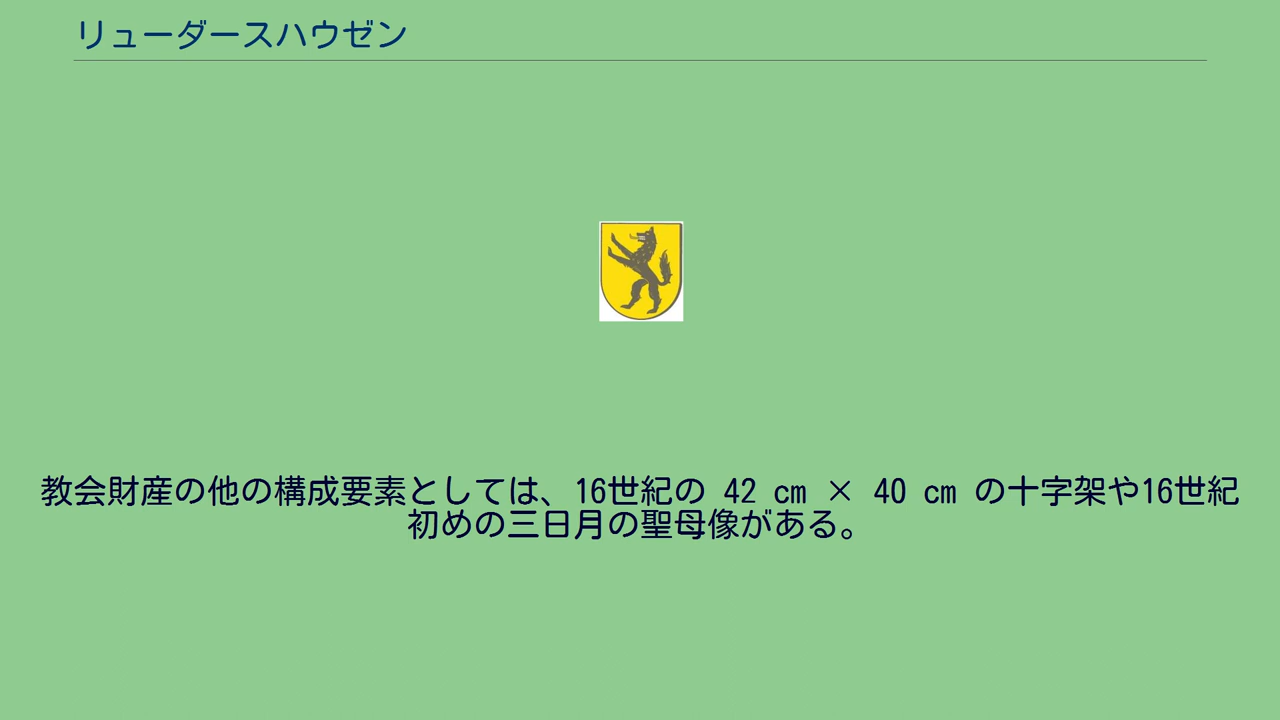 リューダースハウゼン
教会財産の他の構成要素としては、16世紀の 42 cm × 40 cm の十字架や16世紀
初めの三日月の聖母像がある。